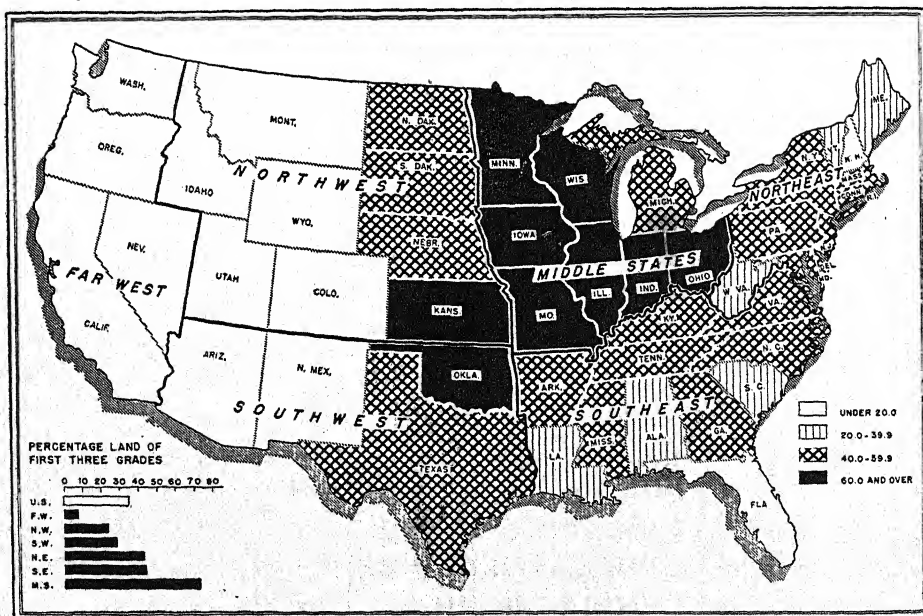 WASH.
OREG.
MONT.
IDAHO
NORTHWEST
WYO.
NEV.
UTAH
COLO.
FAR WEST
CALIF.
ARIZ.
N. MEX.
SOUTHWEST
N. DAK.
S. DAK.
NEBR.
KANS.
OKLA.
TEXAS
MINN.
WIS.
MICH.
IOWA
MIDDLE STATES
MO.
ILL.
IND.
OHIO
ME.
VT.
N.H.
N.Y.
NORTHEAST
MASS.
CONN.
PA.
MD.
W. VA.
VA.
KY.
TENN.
N. C.
S. C.
ARK.
SOUTHEAST
LA.
MISS.
ALA.
GA.
FLA
UNDER 20.0
20.0-39.9
40.0-59.9
60.0 AND OVER
PERCENTAGE LAND OF
FIRST THREE GRADES
0 10 20 30 40 50 60 70 80
U.S.
F.W.
N.W.
S.W.
N.E.
S.E.
M.S.